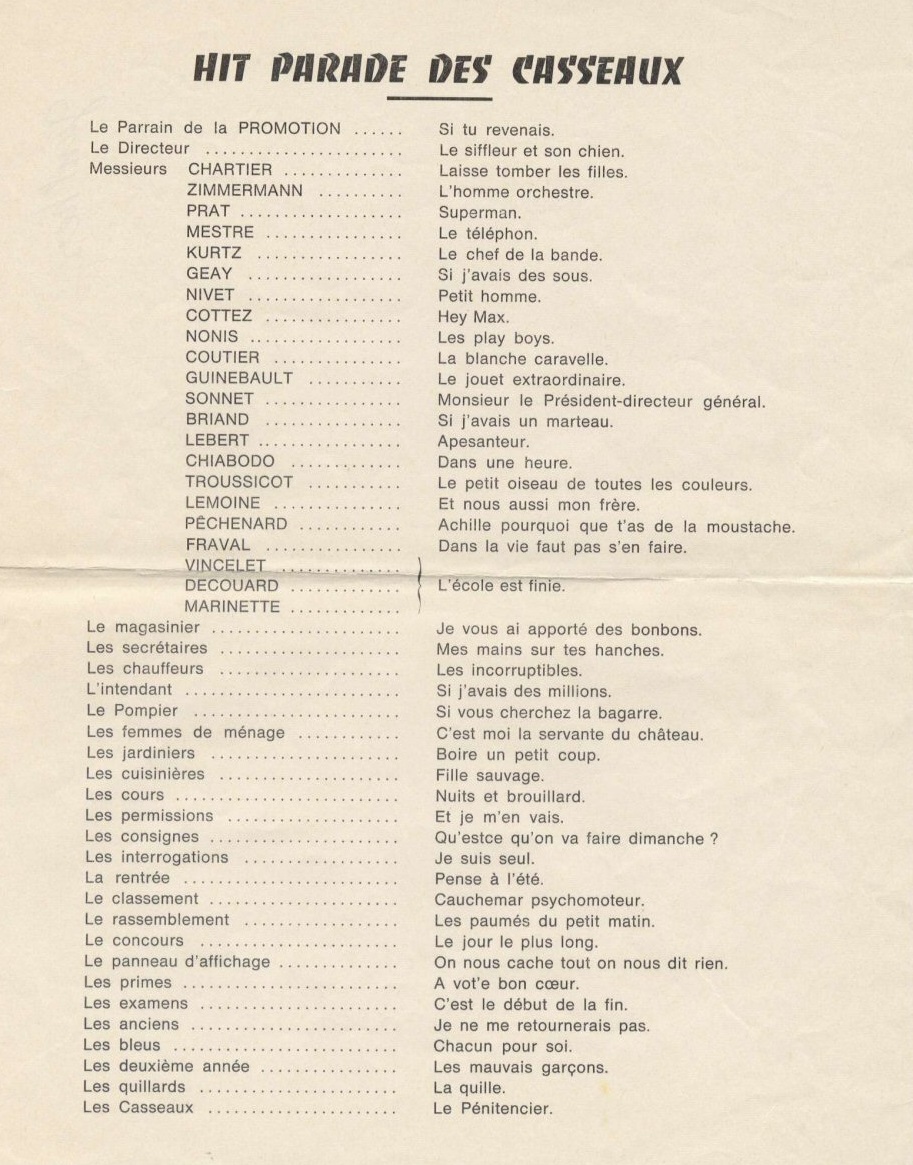 HIT PARADE DES CASSEAUX
Le Parrain de la PROMOTION ...... Si tu revenais.
Le Directeur ....................... Le siffleur et son chien.
Messieurs CHARTIER .............. Laisse tomber les filles.
ZIMMERMANN .......... L'homme orchestre.
PRAT ................... Superman.
MESTRE ................ Le téléphon.
KURTZ ................. Le chef de la bande.
GEAY .................. Si j'avais des sous.
NIVET .................. Petit homme.
COTTEZ ................ Hey Max.
NONIS .................. Les play boys.
COUTIER ............... La blanche caravelle.
GUINEBAULT ........... Le jouet extraordinaire.
SONNET ................ Monsieur le Président-directeur général.
BRIAND ................ Si j'avais un marteau.
LEBERT ................. Apesanteur.
CHIABODO ............. Dans une heure.
TROUSSICOT ........... Le petit oiseau de toutes les couleurs.
LEMOINE ............... Et nous aussi mon frère.
PÊCHENARD ............ Achille pourquoi que t'as de la moustache.
FRAVAL ................ Dans la vie faut pas s'en faire.
VINCELET ..............
DECOUARD ............. L'école est finie.
MARINETTE .............
Le magasinier ...................... Je vous ai apporté des bonbons.
Les secrétaires ..................... Mes mains sur tes hanches.
Les chauffeurs ..................... Les incorruptibles.
L'intendant ......................... Si j'avais des millions.
Le Pompier ........................ Si vous cherchez la bagarre.
Les femmes de ménage ............ C'est moi la servante du château.
Les jardiniers ....................... Boire un petit coup.
Les cuisinières ..................... Fille sauvage.
Les cours .......................... Nuits et brouillard.
Les permissions .................... Et je m'en vais.
Les consignes ...................... Qu'estce qu'on va faire dimanche ?
Les interrogations .................. Je suis seul.
La rentrée ......................... Pense à l'été.
Le classement ...................... Cauchemar psychomoteur.
Le rassemblement .................. Les paumés du petit matin.
Le concours ....................... Le jour le plus long.
Le panneau d'affichage .............. On nous cache tout on nous dit rien.
Les primes ......................... A vot'e bon cœur.
Les examens ....................... C'est le début de la fin.
Les anciens ........................ Je ne me retournerais pas.
Les bleus .......................... Chacun pour soi.
Les deuxième année ................ Les mauvais garçons.
Les quillards ....................... La quille.
Les Casseaux ...................... Le Pénitencier.